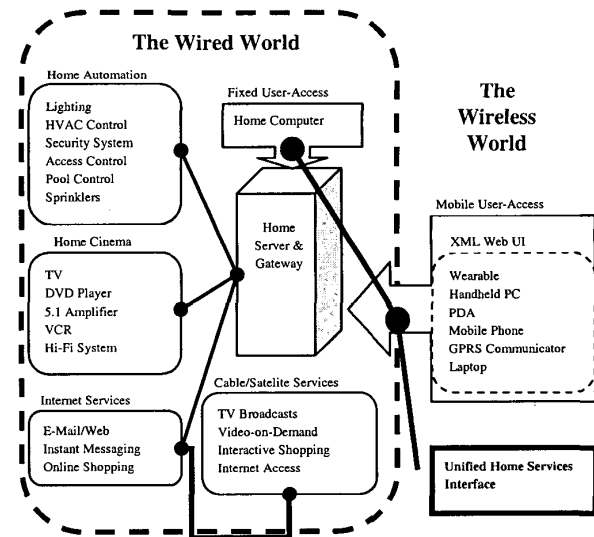 The Wired World
Home Automation
Lighting
HVAC Control
Security System
Access Control
Pool Control
Sprinklers
Fixed User-Access
Home Computer
Home
Server &
Gateway
Home Cinema
TV
DVD Player
5.1 Amplifier
VCR
Hi-Fi System
Internet Services
E-Mail/Web
Instant Messaging
Online Shopping
Cable/Satelite Services
TV Broadcasts
Video-on-Demand
Interactive Shopping
Internet Access
The
Wireless
World
Mobile User-Access
XML Web UI
Wearable
Handheld PC
PDA
Mobile Phone
GPRS Communicator
Laptop
Unified Home Services
Interface